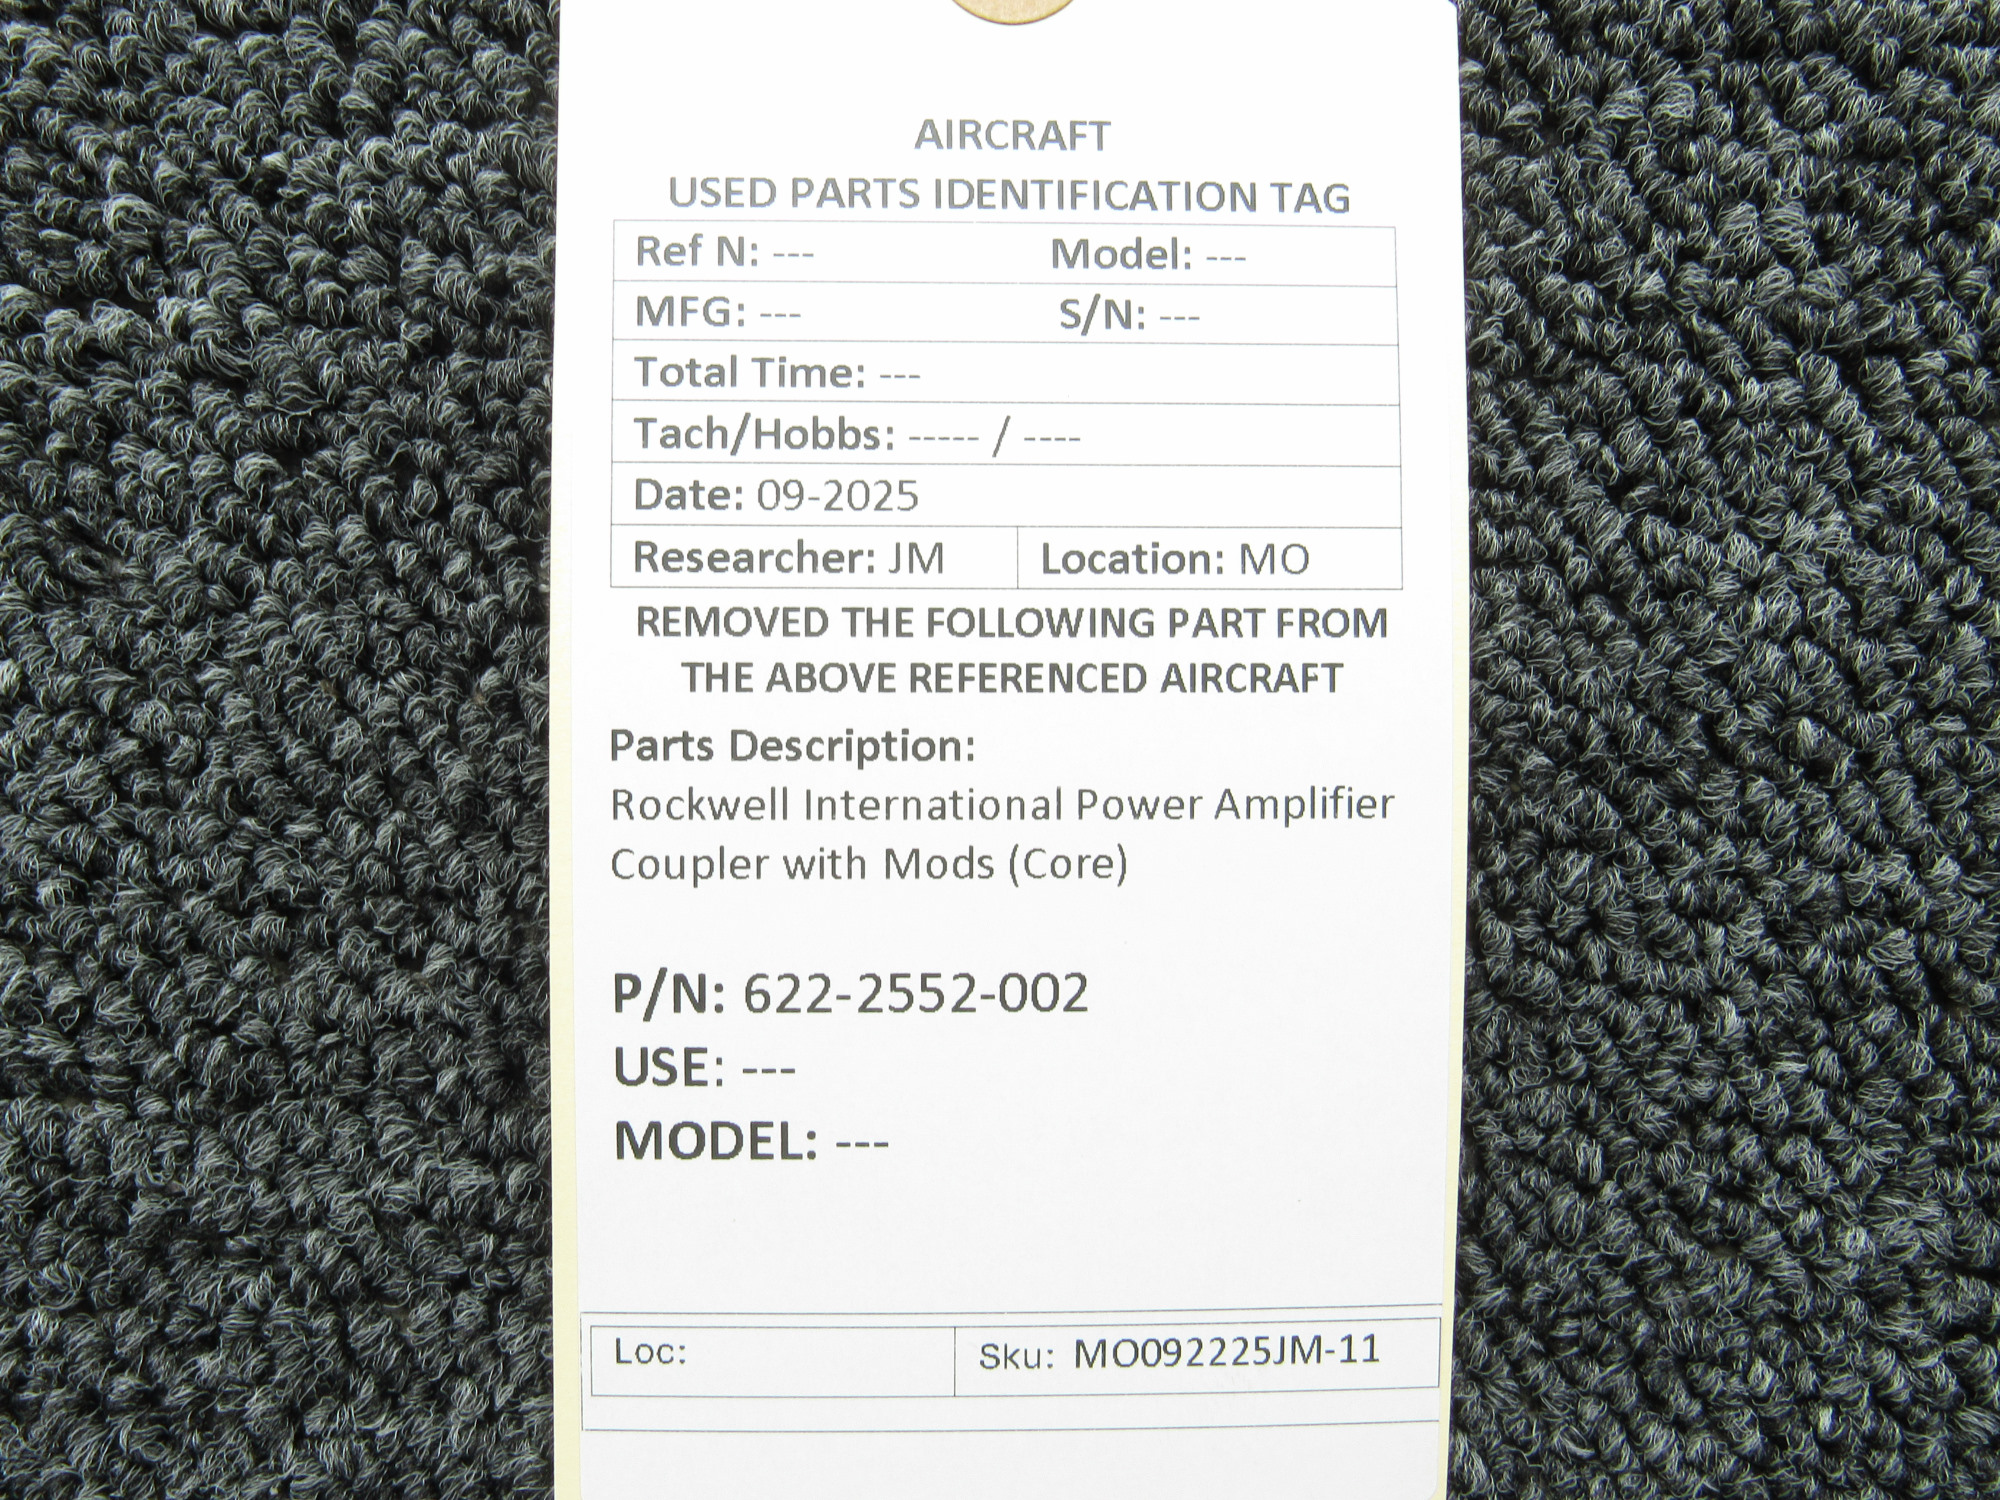 AIRCRAFT
USED PARTS IDENTIFICATION TAG
Ref N: --- Model: ---
MFG: --- S/N: ---
Total Time: ---
Tach/Hobbs: ----- / ----
Date: 09-2025
Researcher: JM Location: MO
REMOVED THE FOLLOWING PART FROM
THE ABOVE REFERENCED AIRCRAFT
Parts Description:
Rockwell International Power Amplifier
Coupler with Mods (Core)
P/N: 622-2552-002
USE: ---
MODEL: ---
Loc: Sku: MO092225JM-11